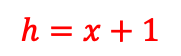 h = x + 1